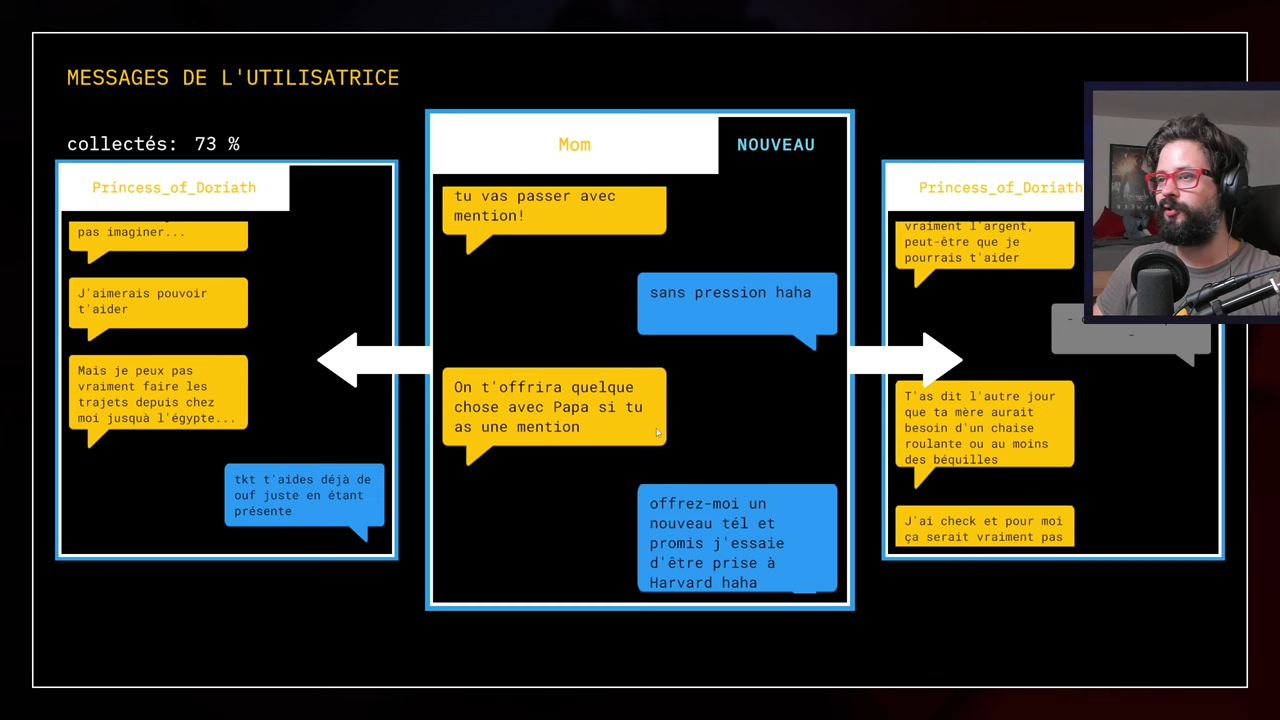 MESSAGES DE L'UTILISATRICE
collectés: 73 %
Princess_of_Doriath
pas imaginer...
J'aimerais pouvoir
t'aider
Mais je peux pas
vraiment faire les
trajets depuis chez
moi jusquà l'égypte...
tkt t'aides déjà de
ouf juste en étant
présente
Mom
NOUVEAU
tu vas passer avec
mention!
sans pression haha
On t'offrira quelque
chose avec Papa si tu
as une mention
offrez-moi un
nouveau tél et
promis j'essaie
d'être prise à
Harvard haha
Princess_of_Doriath
vraiment l'argent,
peut-être que je
pourrais t'aider
T'as dit l'autre jour
que ta mère aurait
besoin d'un chaise
roulante ou au moins
des béquilles
J'ai check et pour moi
ça serait vraiment pas